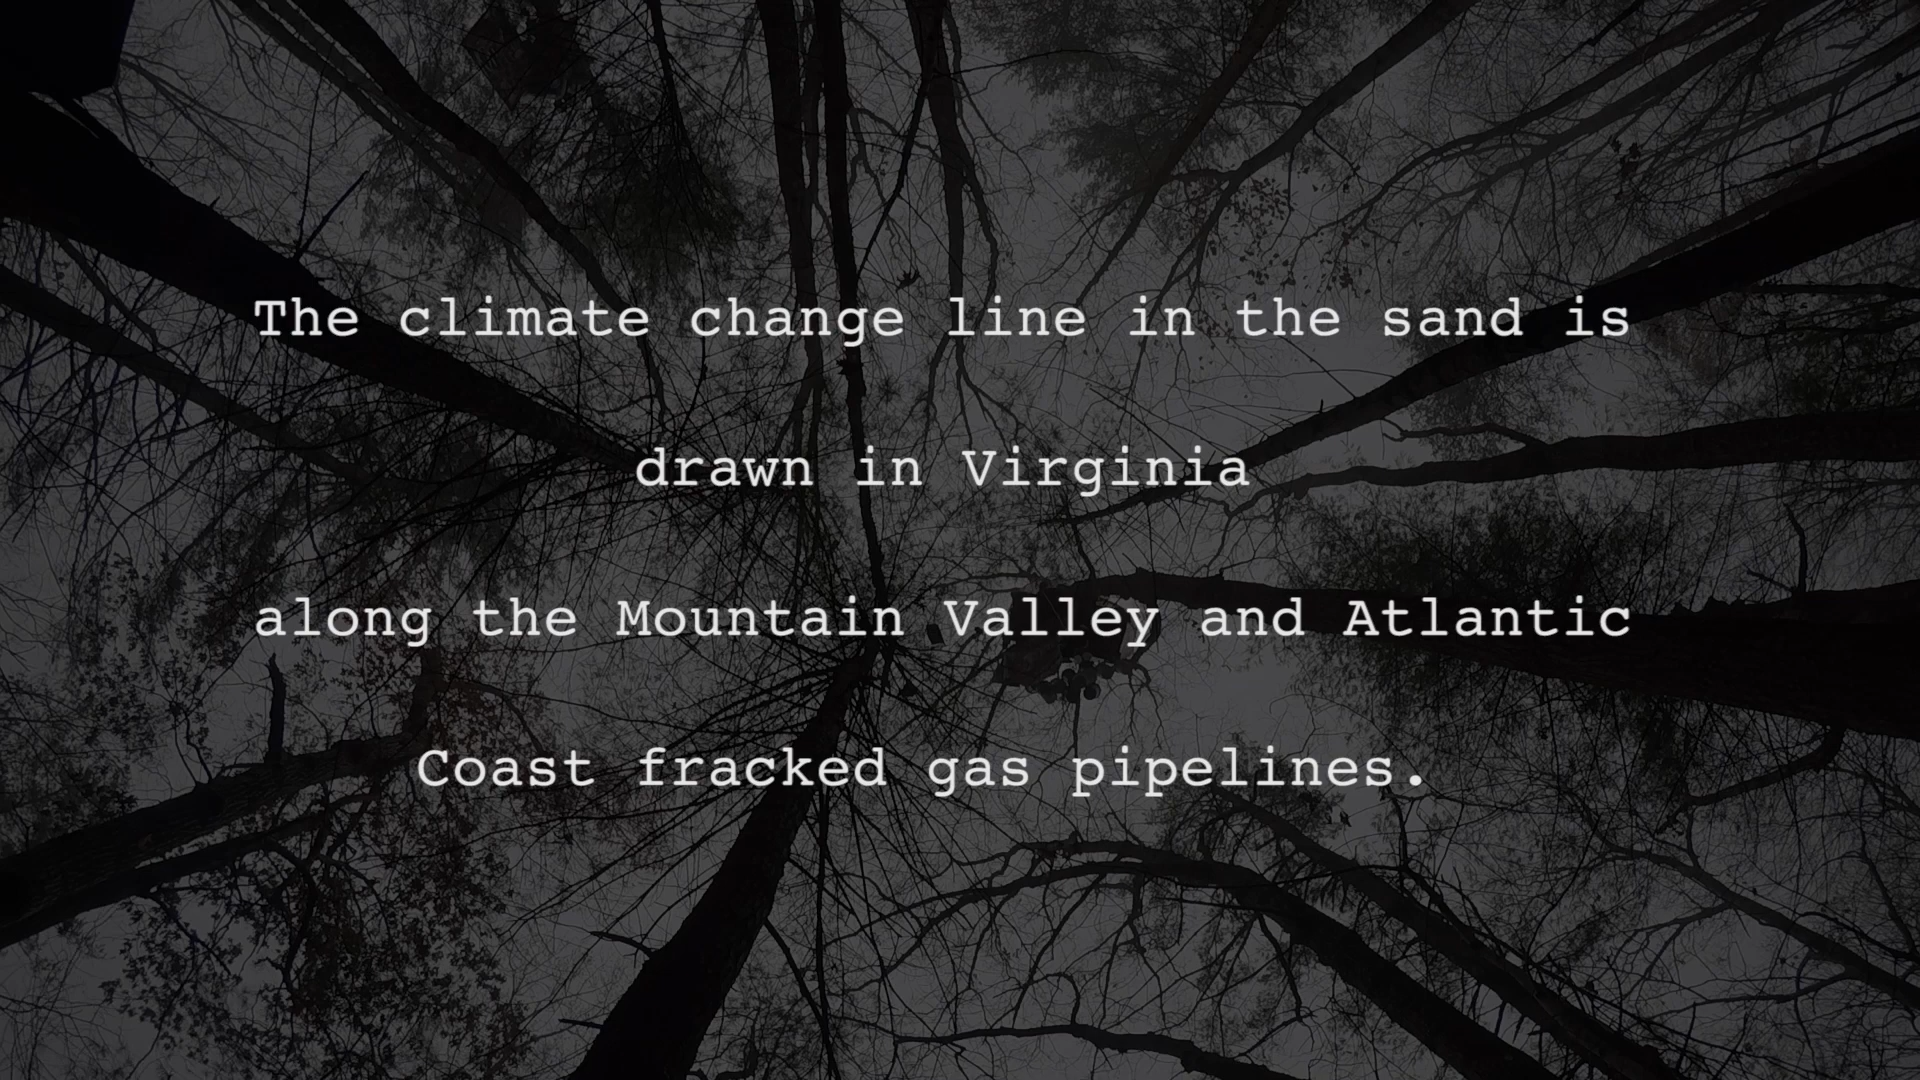 The climate change line in the sand is
drawn in Virginia
along the Mountain Valley and Atlantic
Coast fracked gas pipelines.